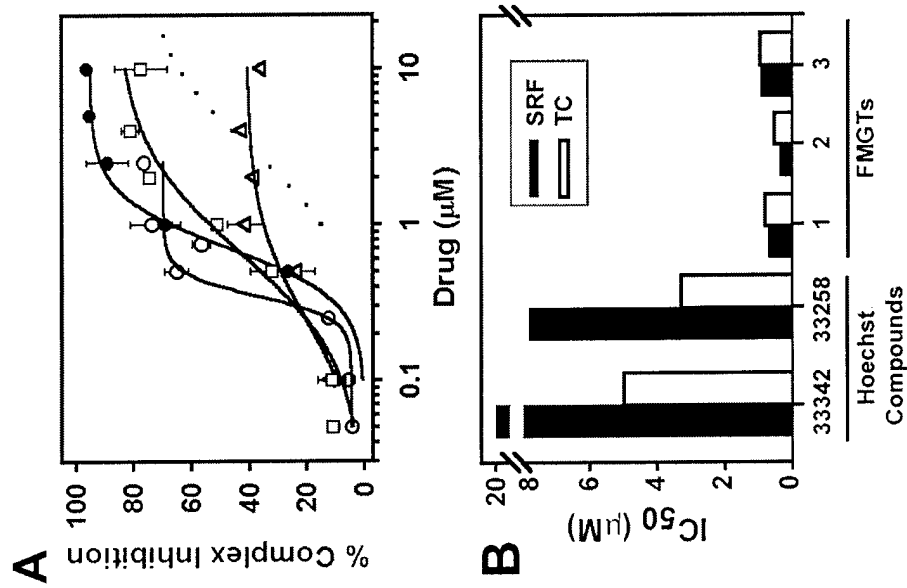 A
% Complex Inhibition
100
80
60
40
20
0
0.1
1
10
Drug (μM)
B
IC50 (μM)
20
8
6
4
2
0
SRF
TC
33342
33258
1
2
3
Hoechst
Compounds
FMGTs